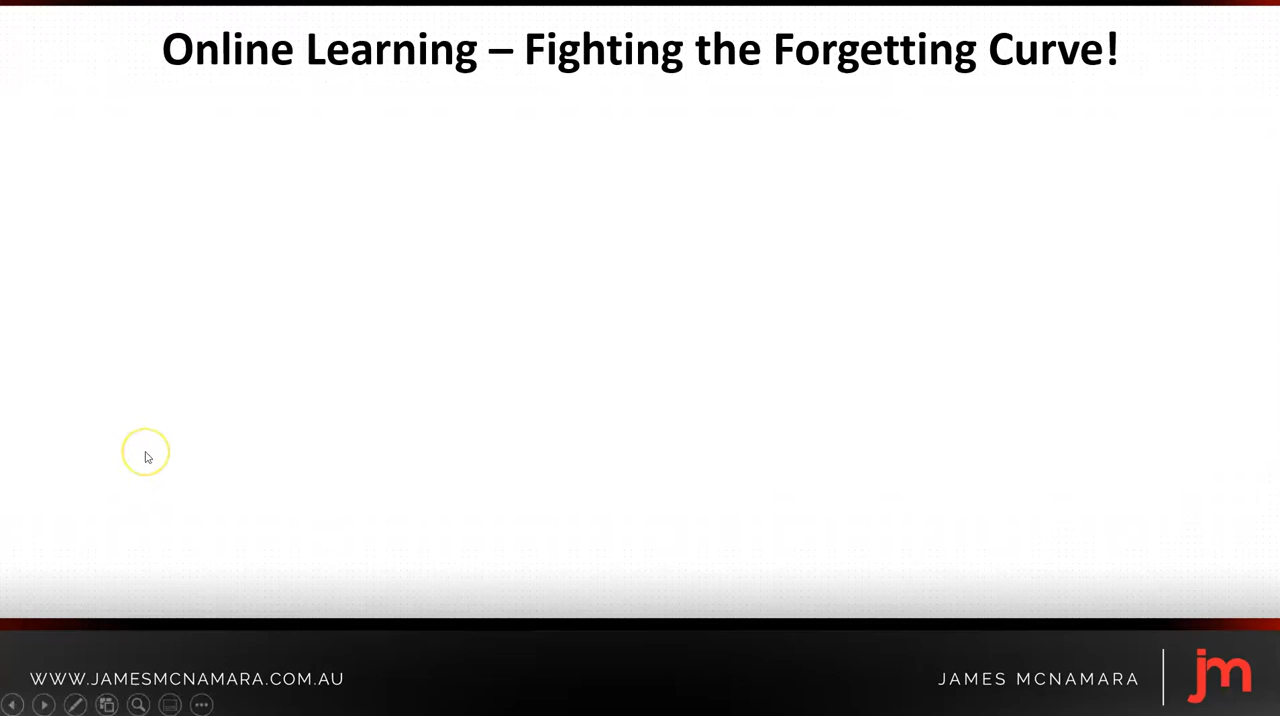 Online Learning – Fighting the Forgetting Curve!
WWW.JAMESMCNAMARA.COM.AU
JAMES MCNAMARA
jm